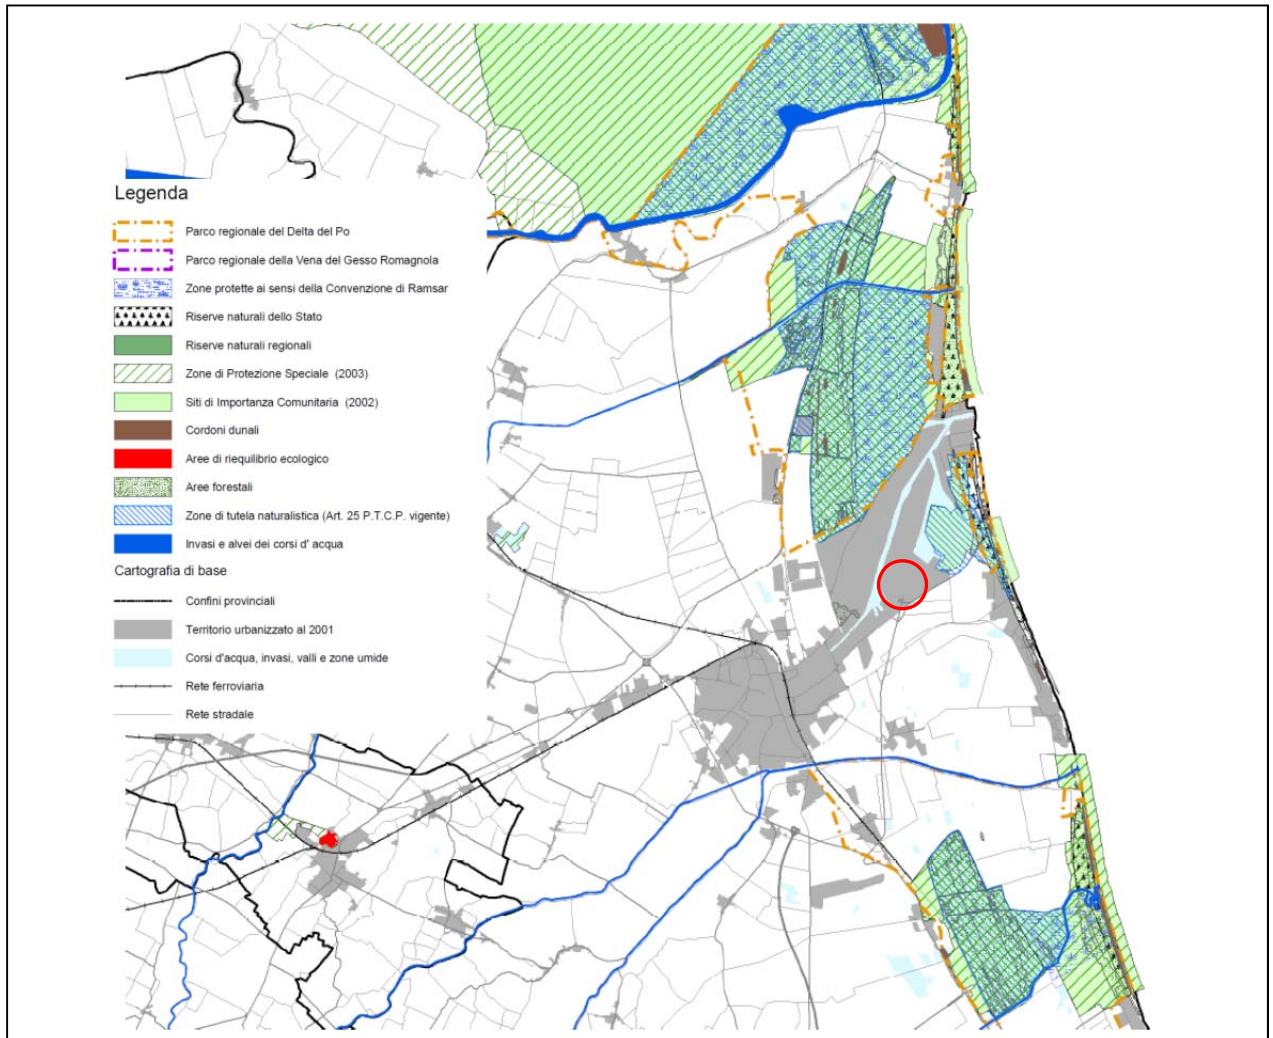 Legenda
Parco regionale del Delta del Po
Parco regionale della Vena del Gesso Romagnola
Zone protette ai sensi della Convenzione di Ramsar
Riserve naturali dello Stato
Riserve naturali regionali
Zone di Protezione Speciale (2003)
Siti di Importanza Comunitaria (2002)
Cordoni dunali
Aree di riequilibrio ecologico
Aree forestali
Zone di tutela naturalistica (Art. 25 P.T.C.P. vigente)
Invasi e alvei dei corsi d' acqua
Cartografia di base
Confini provinciali
Territorio urbanizzato al 2001
Corsi d'acqua, invasi, valli e zone umide
Rete ferroviaria
Rete stradale